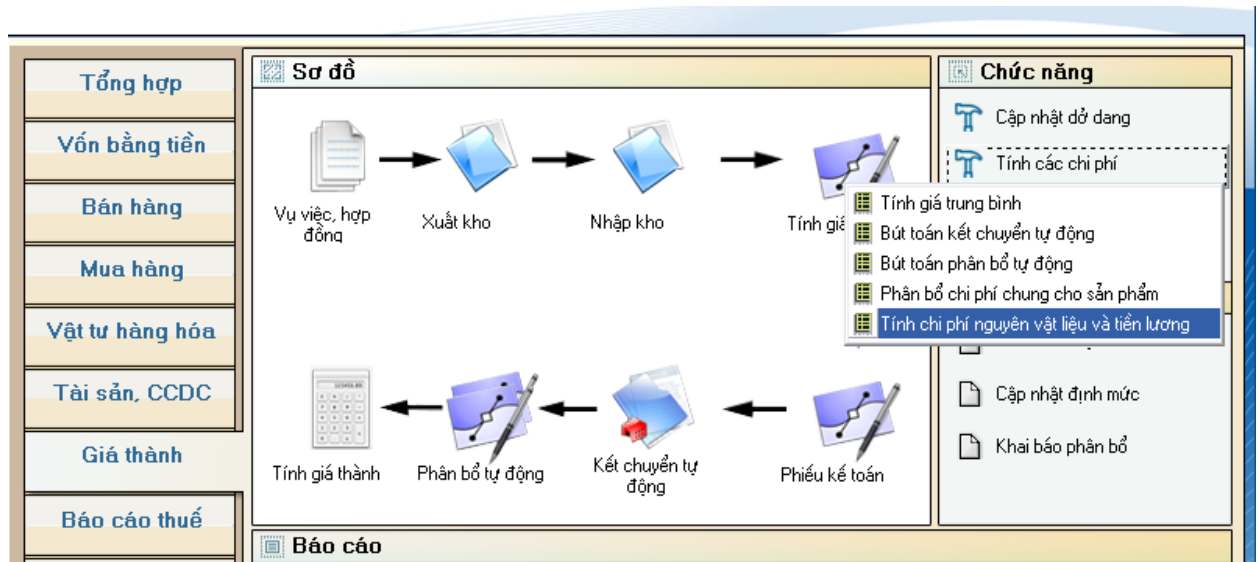 Tổng hợp
Vốn bằng tiền
Bán hàng
Mua hàng
Vật tư hàng hóa
Tài sản, CCDC
Giá thành
Báo cáo thuế
Sơ đồ
Vụ việc, hợp
đồng
Xuất kho
Nhập kho
Tính giá
Tính giá thành
Phân bổ tự động
Kết chuyển tự
động
Phiếu kế toán
Báo cáo
Chức năng
Cập nhật dở dang
Tính các chi phí
Tính giá trung bình
Bút toán kết chuyển tự động
Bút toán phân bổ tự động
Phân bổ chi phí chung cho sản phẩm
Tính chi phí nguyên vật liệu và tiền lương
Cập nhật định mức
Khai báo phân bổ